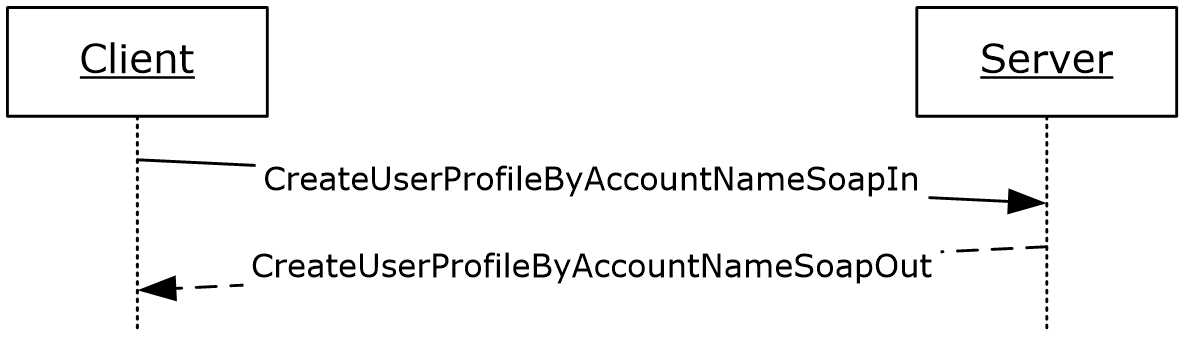 Client
Server
CreateUserProfileByAccountNameSoapIn
CreateUserProfileByAccountNameSoapOut